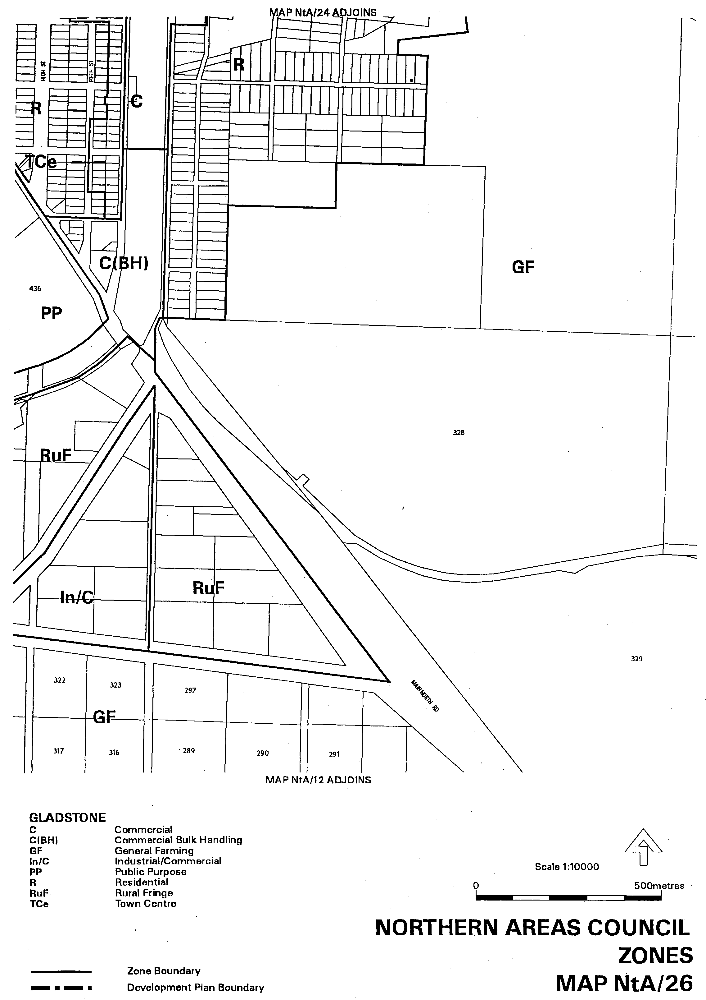 MAP NtA/24 ADJOINS
HIGH ST
FIFTH ST
R
R
C
TCe
C(BH)
GF
436
PP
328
RuF
RuF
In/C
329
322
323
297
MAIN NORTH RD
GF
317
316
289
290
291
MAP NtA/12 ADJOINS
GLADSTONE
C Commercial
C(BH) Commercial Bulk Handling
GF General Farming
In/C Industrial/Commercial
PP Public Purpose
R Residential
RuF Rural Fringe
TCe Town Centre
Scale 1:10000
0 500metres
NORTHERN AREAS COUNCIL
ZONES
MAP NtA/26
Zone Boundary
Development Plan Boundary